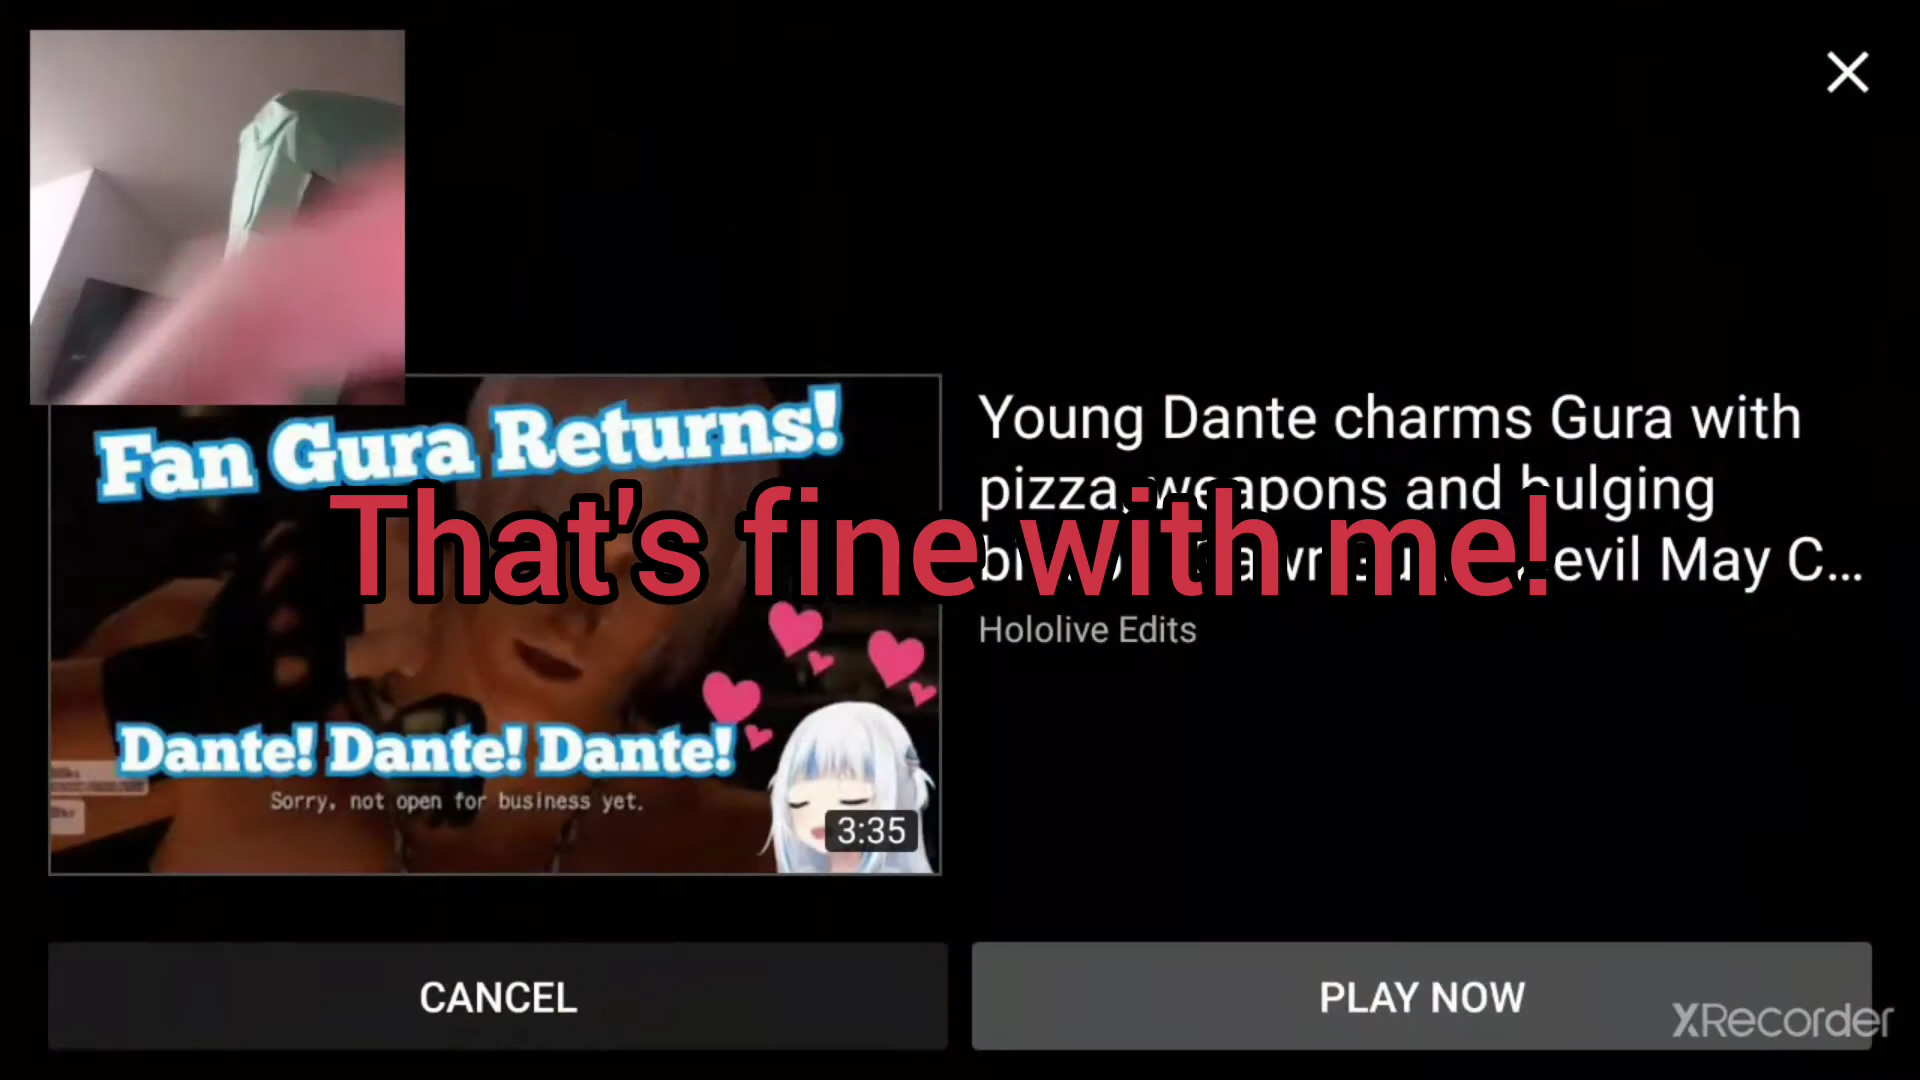 Fan Gura Returns!
Dante! Dante! Dante!
Sorry, not open for business yet.
3:35
Young Dante charms Gura with
pizza, weapons and bulging
evil May C...
Hololive Edits
That's fine with me!
CANCEL
PLAY NOW
XRecorder